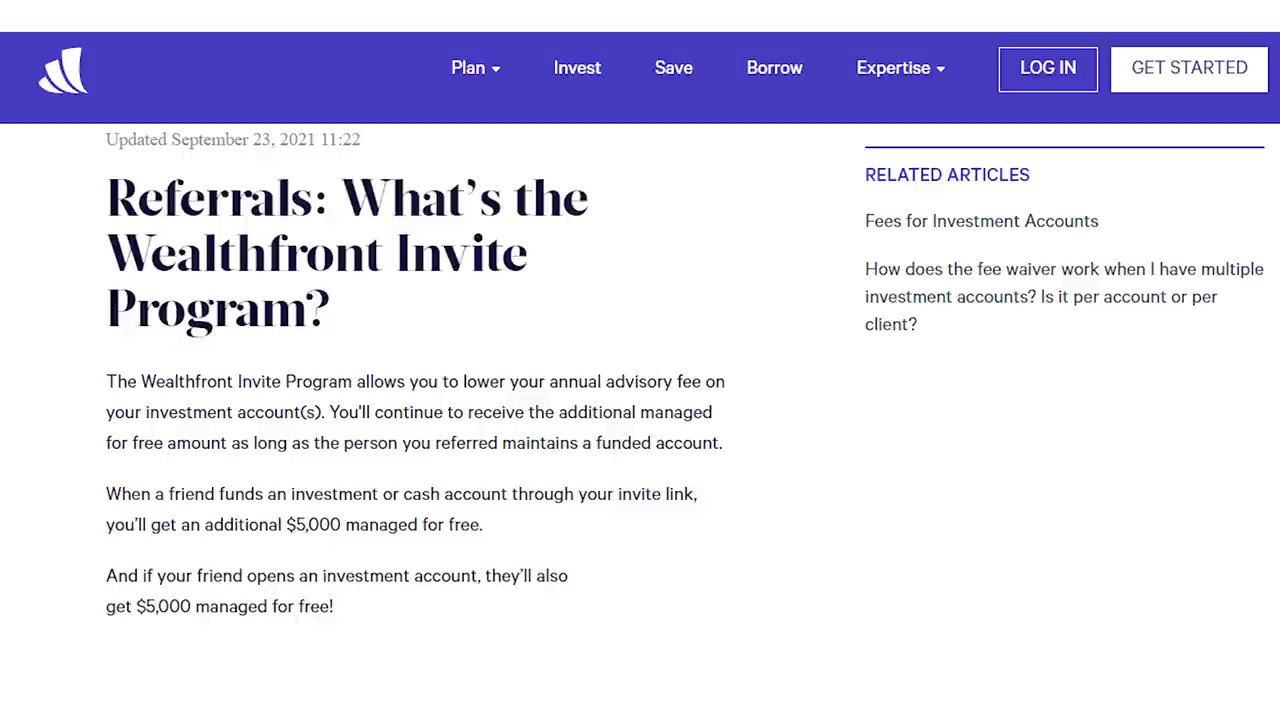 Plan
Invest
Save
Borrow
Expertise
LOG IN
GET STARTED
Updated September 23, 2021 11:22
Referrals: What’s the
Wealthfront Invite
Program?
The Wealthfront Invite Program allows you to lower your annual advisory fee on
your investment account(s). You'll continue to receive the additional managed
for free amount as long as the person you referred maintains a funded account.
When a friend funds an investment or cash account through your invite link,
you’ll get an additional $5,000 managed for free.
And if your friend opens an investment account, they’ll also
get $5,000 managed for free!
RELATED ARTICLES
Fees for Investment Accounts
How does the fee waiver work when I have multiple
investment accounts? Is it per account or per
client?